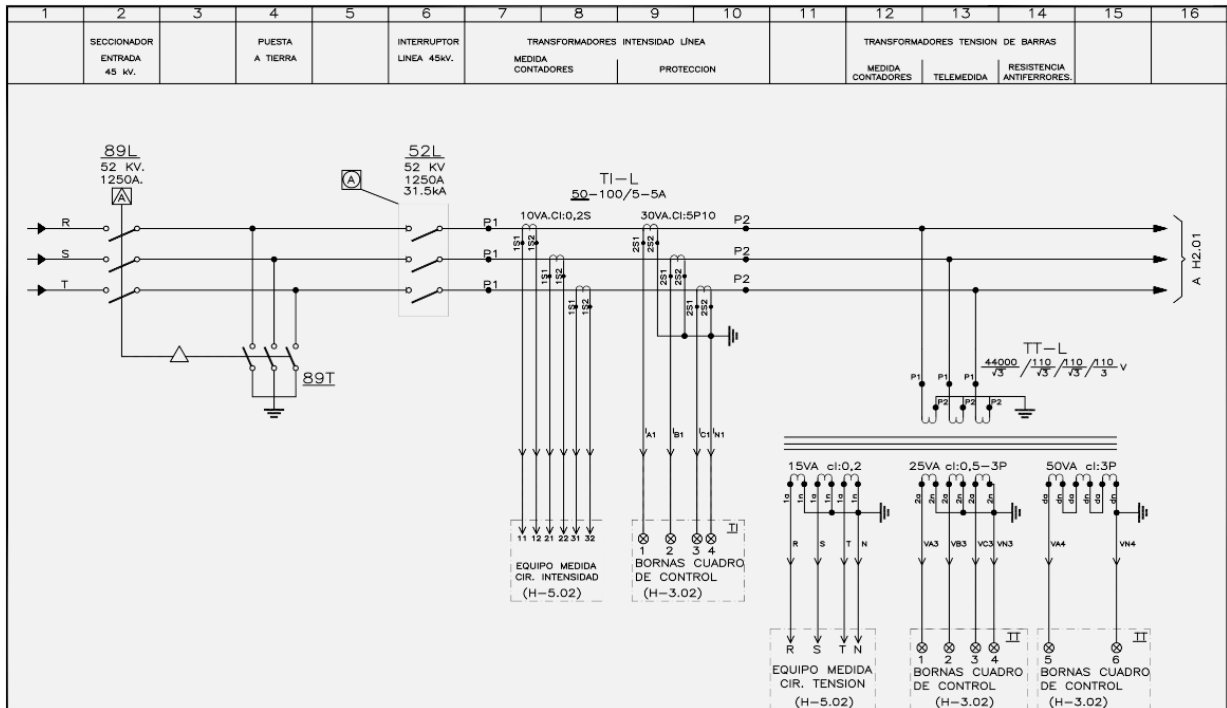 1 2 3 4 5 6 7 8 9 10 11 12 13 14 15 16
SECCIONADOR
ENTRADA
45 kV.
PUESTA
A TIERRA
INTERRUPTOR
LINEA 45kV.
TRANSFORMADORES INTENSIDAD LÍNEA
MEDIDA
CONTADORES
PROTECCION
TRANSFORMADORES TENSION DE BARRAS
MEDIDA
CONTADORES
TELEMEDIDA
RESISTENCIA
ANTIFERRORES.
89L
52 KV.
1250A.
A
A
52L
52 KV
1250A
31.5kA
TI-L
50-100/5-5A
10VA.Cl:0,2S
30VA.Cl:5P10
R
S
T
P1
P1
P1
1S1 1S2
1S1 1S2
1S1 1S2
2S1 2S2
2S1 2S2
2S1 2S2
P2
P2
P2
A H2.01
89T
TT-L
44000/√3 / 110/√3 / 110/√3 / 110/3 V
P1 P1 P1
P2 P2 P2
IA1 IB1 IC1 IN1
11 12 21 22 31 32
EQUIPO MEDIDA
CIR. INTENSIDAD
(H-5.02)
TI
1 2 3 4
BORNAS CUADRO
DE CONTROL
(H-3.02)
15VA cl:0,2
1a 1n 1a 1n 1a 1n
R S T N
R S T N
EQUIPO MEDIDA
CIR. TENSION
(H-5.02)
25VA cl:0,5-3P
2a 2n 2a 2n 2a 2n
VA3 VB3 VC3 VN3
TT
1 2 3 4
BORNAS CUADRO
DE CONTROL
(H-3.02)
50VA cl:3P
da dn da dn da dn
VA4 VN4
TT
5 6
BORNAS CUADRO
DE CONTROL
(H-3.02)